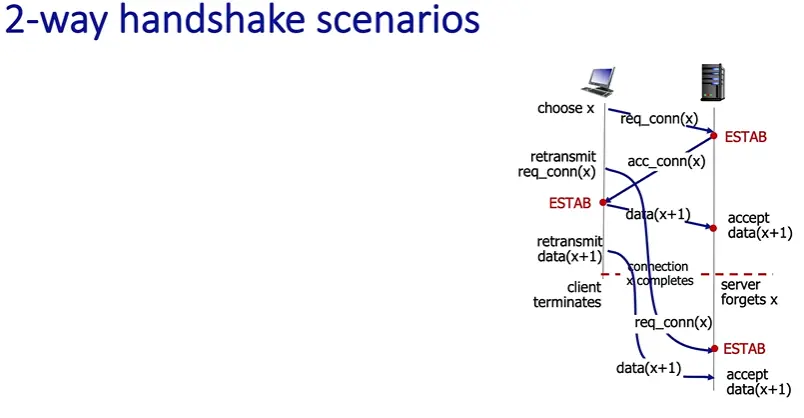 2-way handshake scenarios
choose x
req_conn(x)
ESTAB
retransmit
req_conn(x)
acc_conn(x)
ESTAB
data(x+1)
accept
data(x+1)
retransmit
data(x+1)
connection
x completes
client
terminates
server
forgets x
req_conn(x)
ESTAB
data(x+1)
accept
data(x+1)